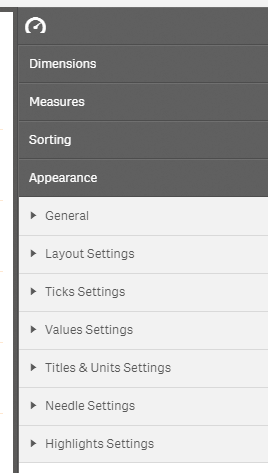 Dimensions
Measures
Sorting
Appearance
General
Layout Settings
Ticks Settings
Values Settings
Titles & Units Settings
Needle Settings
Highlights Settings